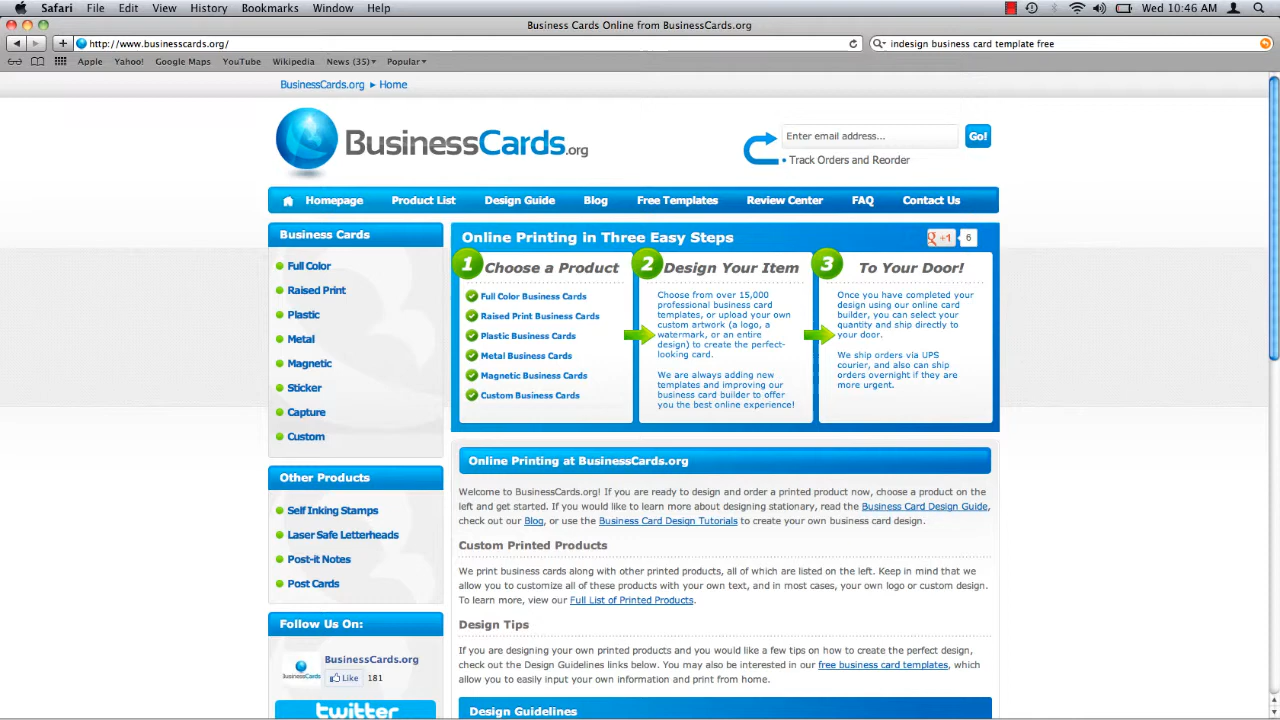 Safari File Edit View History Bookmarks Window Help Wed 10:46 AM
Business Cards Online from BusinessCards.org
http://www.businesscards.org/ indesign business card template free
Apple Yahoo! Google Maps YouTube Wikipedia News (35) Popular
BusinessCards.org Home
BusinessCards.org
Enter email address... Go!
Track Orders and Reorder
Homepage Product List Design Guide Blog Free Templates Review Center FAQ Contact Us
Business Cards
Full Color
Raised Print
Plastic
Metal
Magnetic
Sticker
Capture
Custom
Other Products
Self Inking Stamps
Laser Safe Letterheads
Post-it Notes
Post Cards
Follow Us On:
BusinessCards
BusinessCards.org
Like 181
twitter
Online Printing in Three Easy Steps
+1 6
1 Choose a Product
Full Color Business Cards
Raised Print Business Cards
Plastic Business Cards
Metal Business Cards
Magnetic Business Cards
Custom Business Cards
2 Design Your Item
Choose from over 15,000
professional business card
templates, or upload your own
custom artwork (a logo, a
watermark, or an entire
design) to create the perfect-
looking card.
We are always adding new
templates and improving our
business card builder to offer
you the best online experience!
3 To Your Door!
Once you have completed your
design using our online card
builder, you can select your
quantity and ship directly to
your door.
We ship orders via UPS
courier, and also can ship
orders overnight if they are
more urgent.
Online Printing at BusinessCards.org
Welcome to BusinessCards.org! If you are ready to design and order a printed product now, choose a product on the
left and get started. If you would like to learn more about designing stationary, read the Business Card Design Guide,
check out our Blog, or use the Business Card Design Tutorials to create your own business card design.
Custom Printed Products
We print business cards along with other printed products, all of which are listed on the left. Keep in mind that we
allow you to customize all of these products with your own text, and in most cases, your own logo or custom design.
To learn more, view our Full List of Printed Products.
Design Tips
If you are designing your own printed products and you would like a few tips on how to create the perfect design,
check out the Design Guidelines links below. You may also be interested in our free business card templates, which
allow you to easily input your own information and print from home.
Design Guidelines